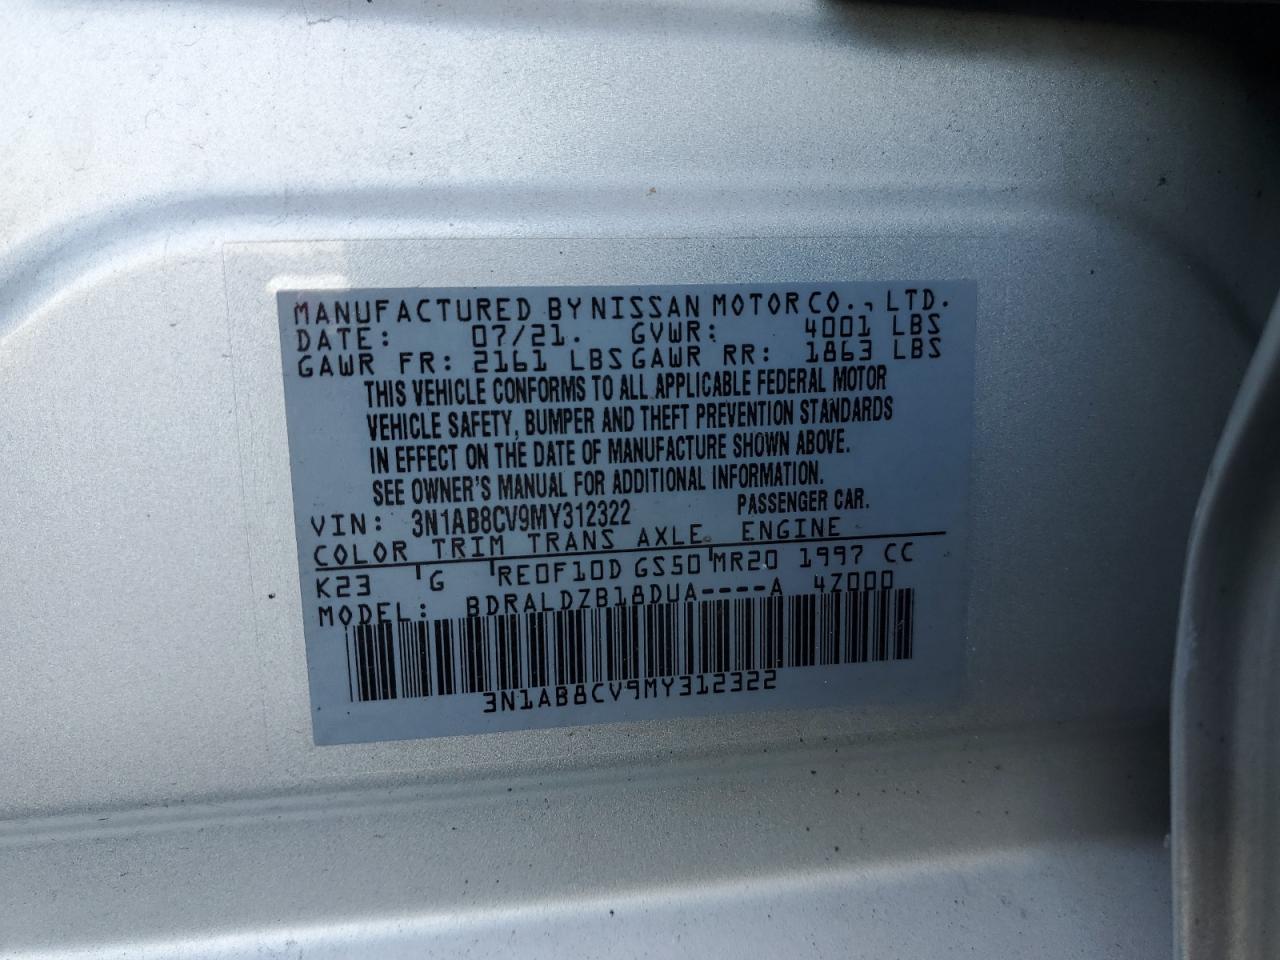 MANUFACTURED BY NISSAN MOTOR CO., LTD.
DATE: 07/21. GVWR: 4001 LBS
GAWR FR: 2161 LBS GAWR RR: 1863 LBS
THIS VEHICLE CONFORMS TO ALL APPLICABLE FEDERAL MOTOR
VEHICLE SAFETY, BUMPER AND THEFT PREVENTION STANDARDS
IN EFFECT ON THE DATE OF MANUFACTURE SHOWN ABOVE.
SEE OWNER'S MANUAL FOR ADDITIONAL INFORMATION.
VIN: 3N1AB8CV9MY312322 PASSENGER CAR.
COLOR TRIM TRANS AXLE ENGINE
K23 G RE0F10D GS50 MR20 1997 CC
MODEL: BDRALDZB18DUA----A 4Z000
3N1AB8CV9MY312322